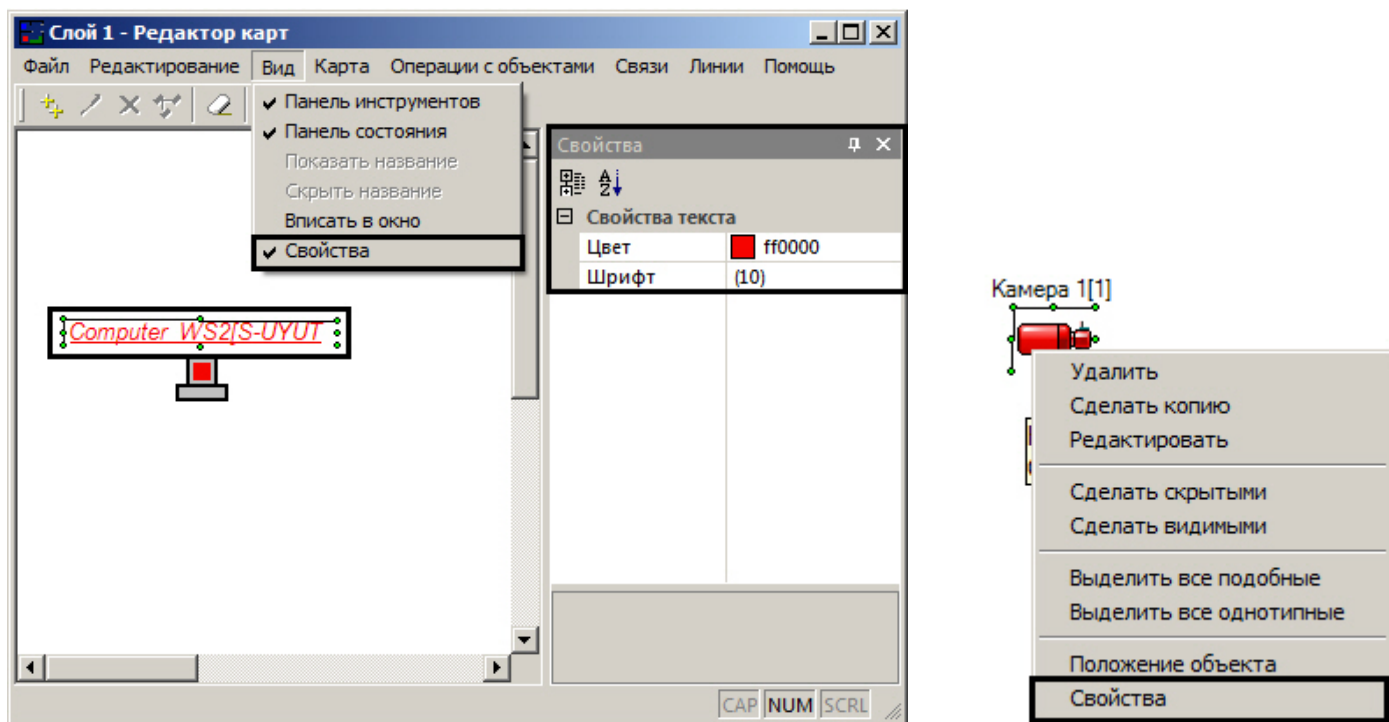 Слой 1 - Редактор карт
Файл Редактирование Вид Карта Операции с объектами Связи Линии Помощь
Панель инструментов
Панель состояния
Показать название
Скрыть название
Вписать в окно
Свойства
Свойства
A
Z
Свойства текста
Цвет ff0000
Шрифт (10)
Computer WS2[S-UYUT
CAP NUM SCRL
Камера 1[1]
Удалить
Сделать копию
Редактировать
Сделать скрытыми
Сделать видимыми
Выделить все подобные
Выделить все однотипные
Положение объекта
Свойства